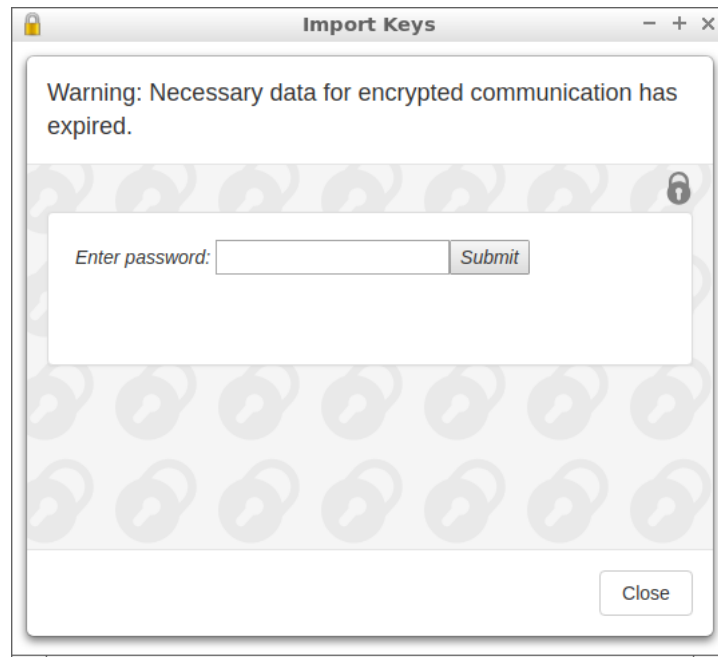 Import Keys
Warning: Necessary data for encrypted communication has
expired.
Enter password: Submit
Close